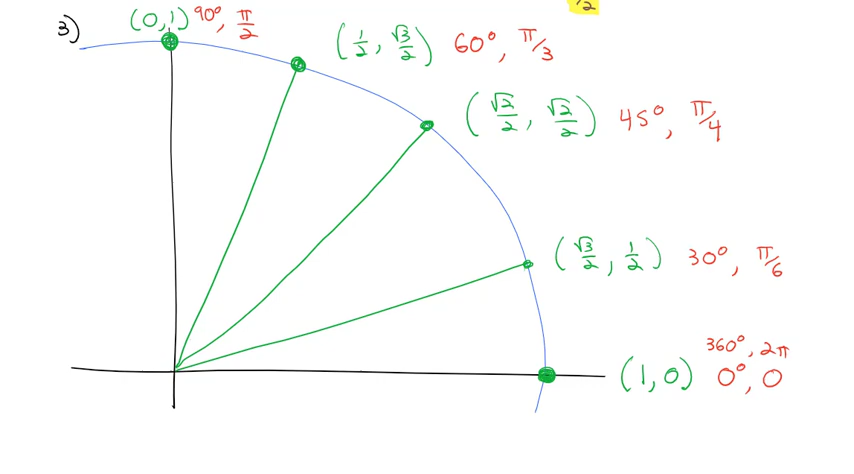 π/2
3)
(0,1) 90°, π/2
(1/2, √3/2) 60°, π/3
(√2/2, √2/2) 45°, π/4
(√3/2, 1/2) 30°, π/6
360°, 2π
(1,0) 0°, 0